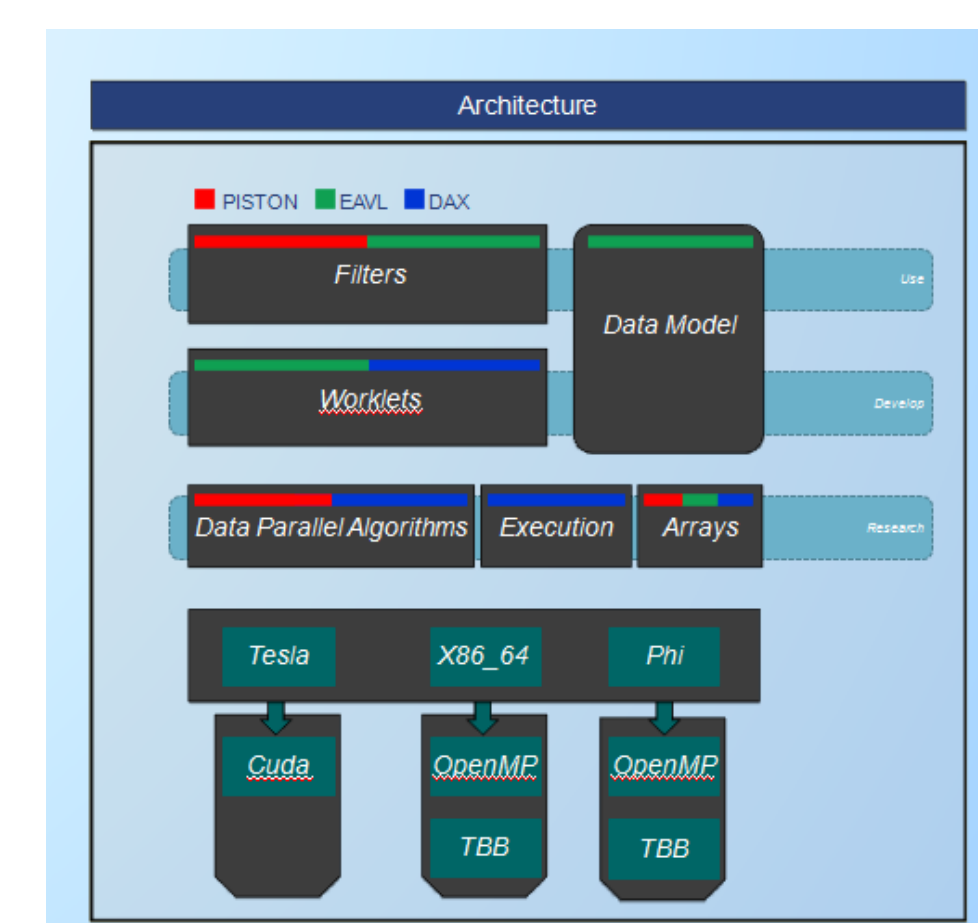 Architecture
PISTON EAVL DAX
Filters
Use
Data Model
Worklets
Develop
Data Parallel Algorithms Execution Arrays
Research
Tesla X86_64 Phi
Cuda OpenMP OpenMP
TBB TBB